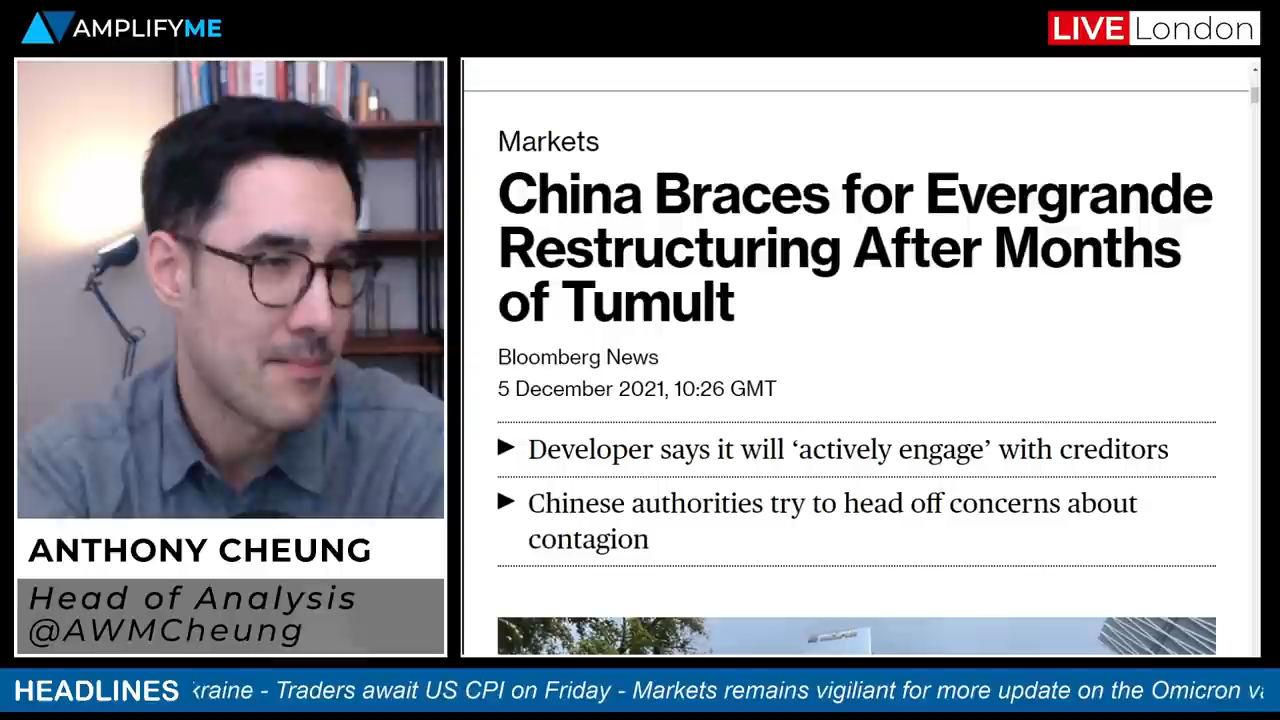 AMPLIFYME
LIVE London
Markets
China Braces for Evergrande
Restructuring After Months
of Tumult
Bloomberg News
5 December 2021, 10:26 GMT
Developer says it will ‘actively engage’ with creditors
Chinese authorities try to head off concerns about
contagion
ANTHONY CHEUNG
Head of Analysis
@AWMCheung
HEADLINES kraine - Traders await US CPI on Friday - Markets remains vigiliant for more update on the Omicron va